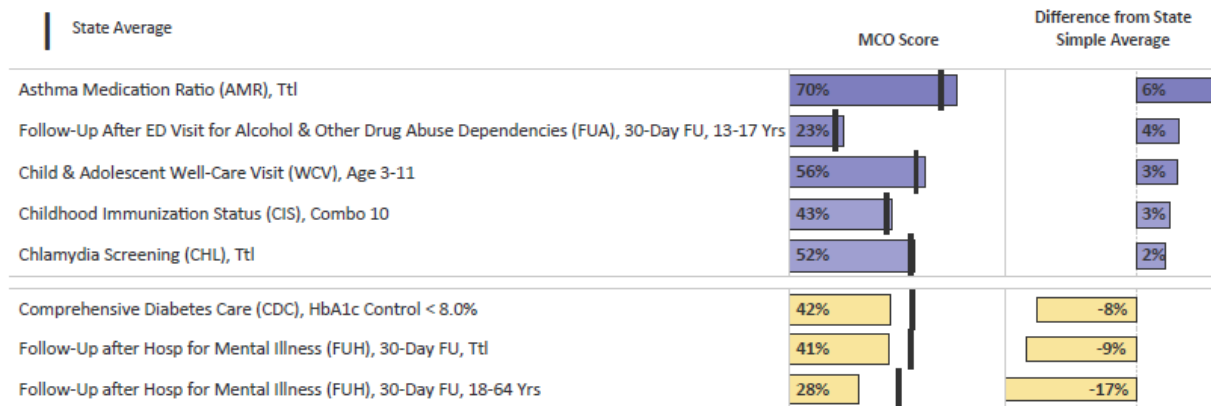 State Average
MCO Score
Difference from State
Simple Average
Asthma Medication Ratio (AMR), Ttl 70% 6%
Follow-Up After ED Visit for Alcohol & Other Drug Abuse Dependencies (FUA), 30-Day FU, 13-17 Yrs 23% 4%
Child & Adolescent Well-Care Visit (WCV), Age 3-11 56% 3%
Childhood Immunization Status (CIS), Combo 10 43% 3%
Chlamydia Screening (CHL), Ttl 52% 2%
Comprehensive Diabetes Care (CDC), HbA1c Control < 8.0% 42% -8%
Follow-Up after Hosp for Mental Illness (FUH), 30-Day FU, Ttl 41% -9%
Follow-Up after Hosp for Mental Illness (FUH), 30-Day FU, 18-64 Yrs 28% -17%